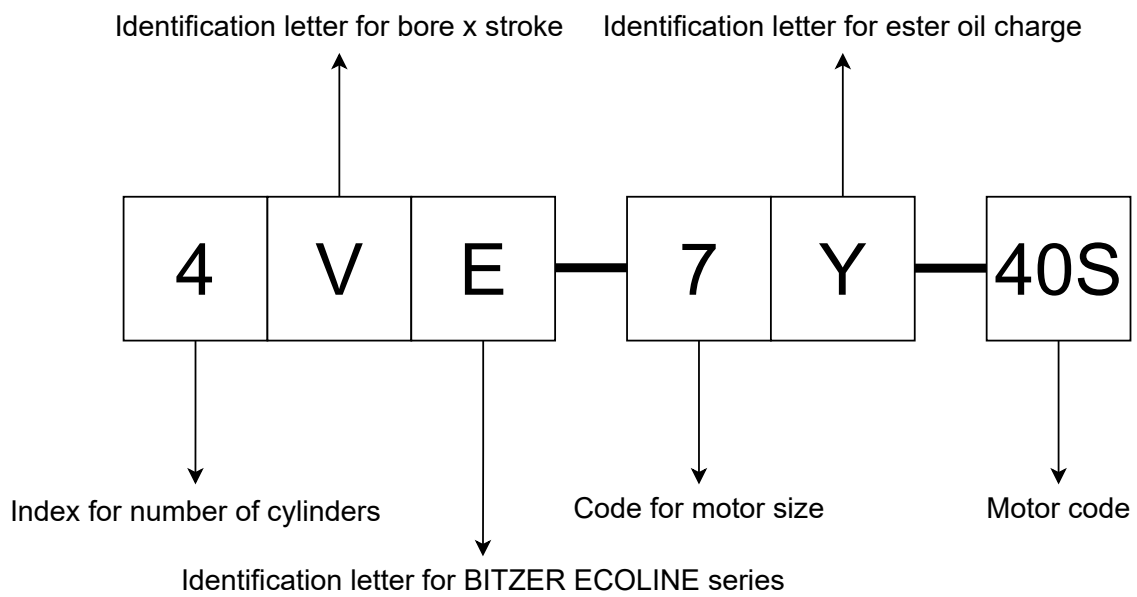 Identification letter for bore x stroke
Identification letter for ester oil charge
4 V E 7 Y 40S
Index for number of cylinders
Code for motor size
Motor code
Identification letter for BITZER ECOLINE series